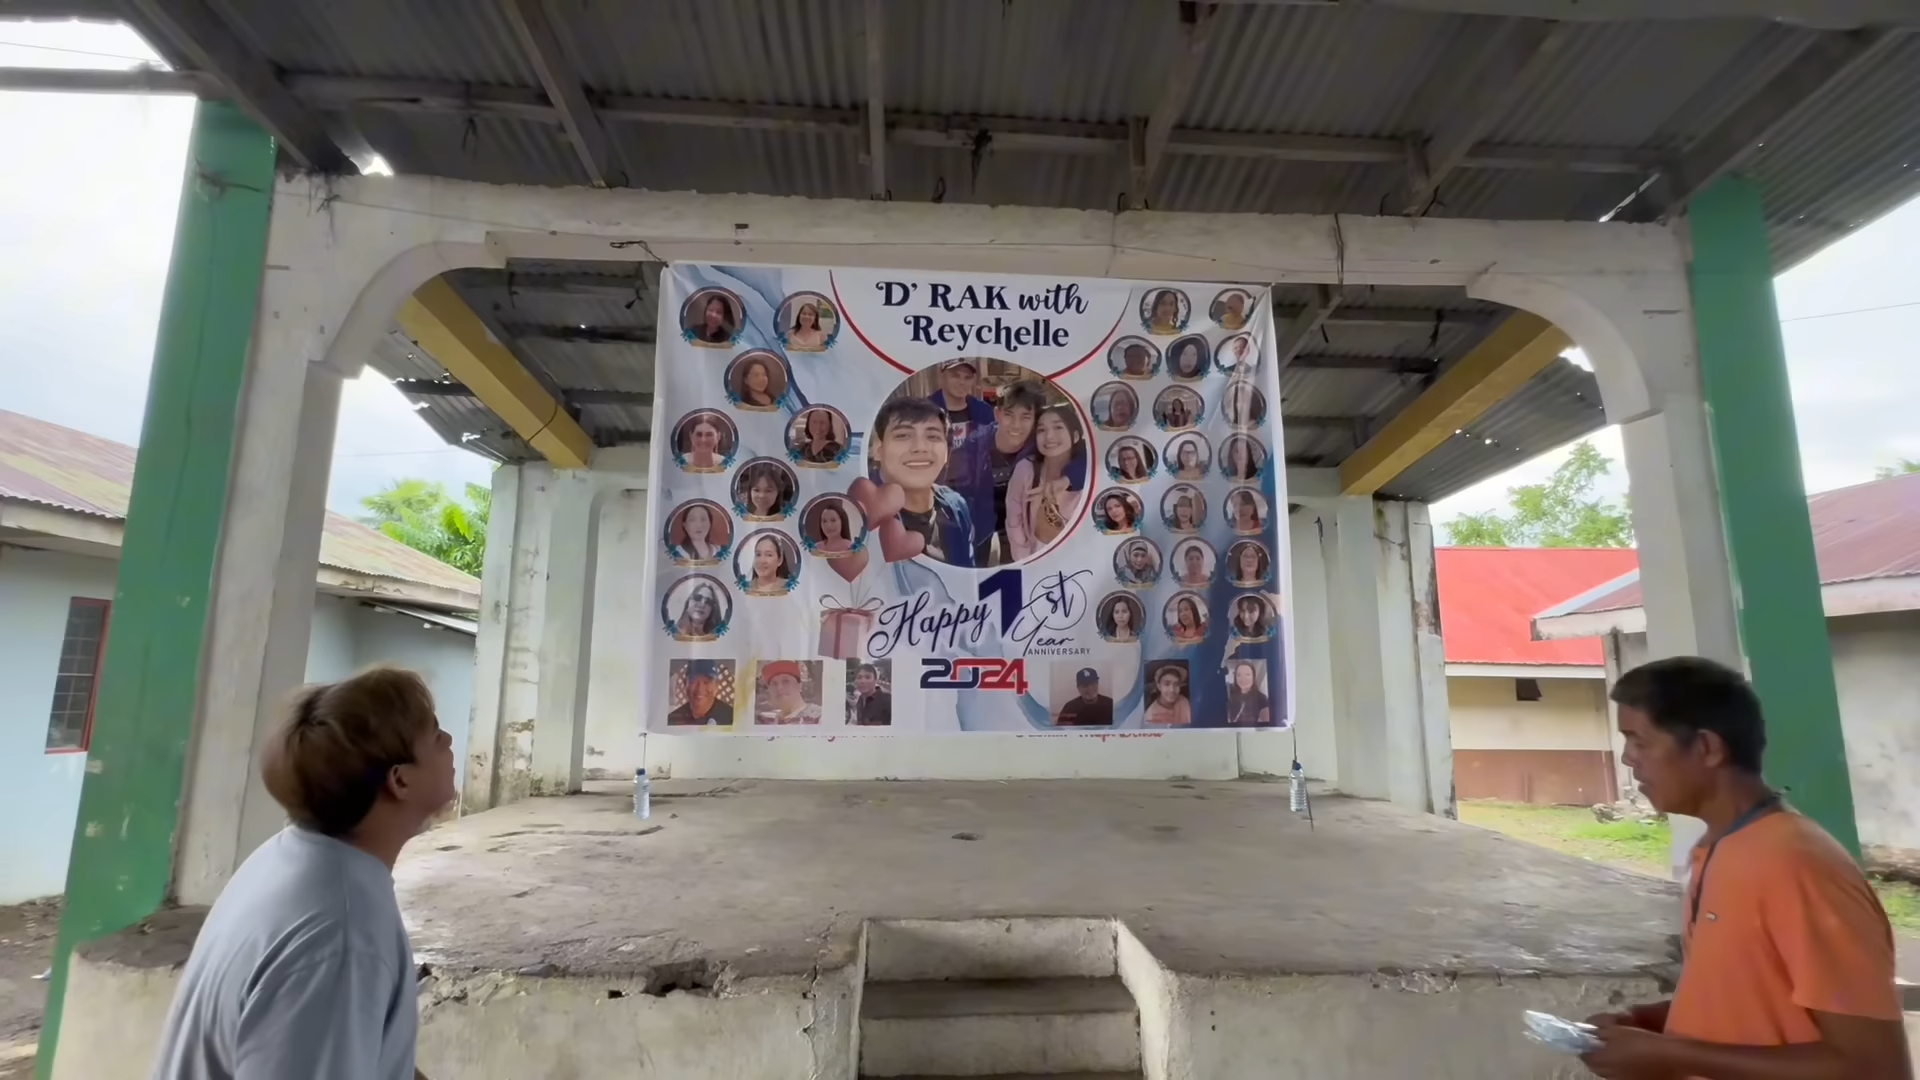 D' RAK with
Reychelle
Happy 1st
Year
ANNIVERSARY
2024